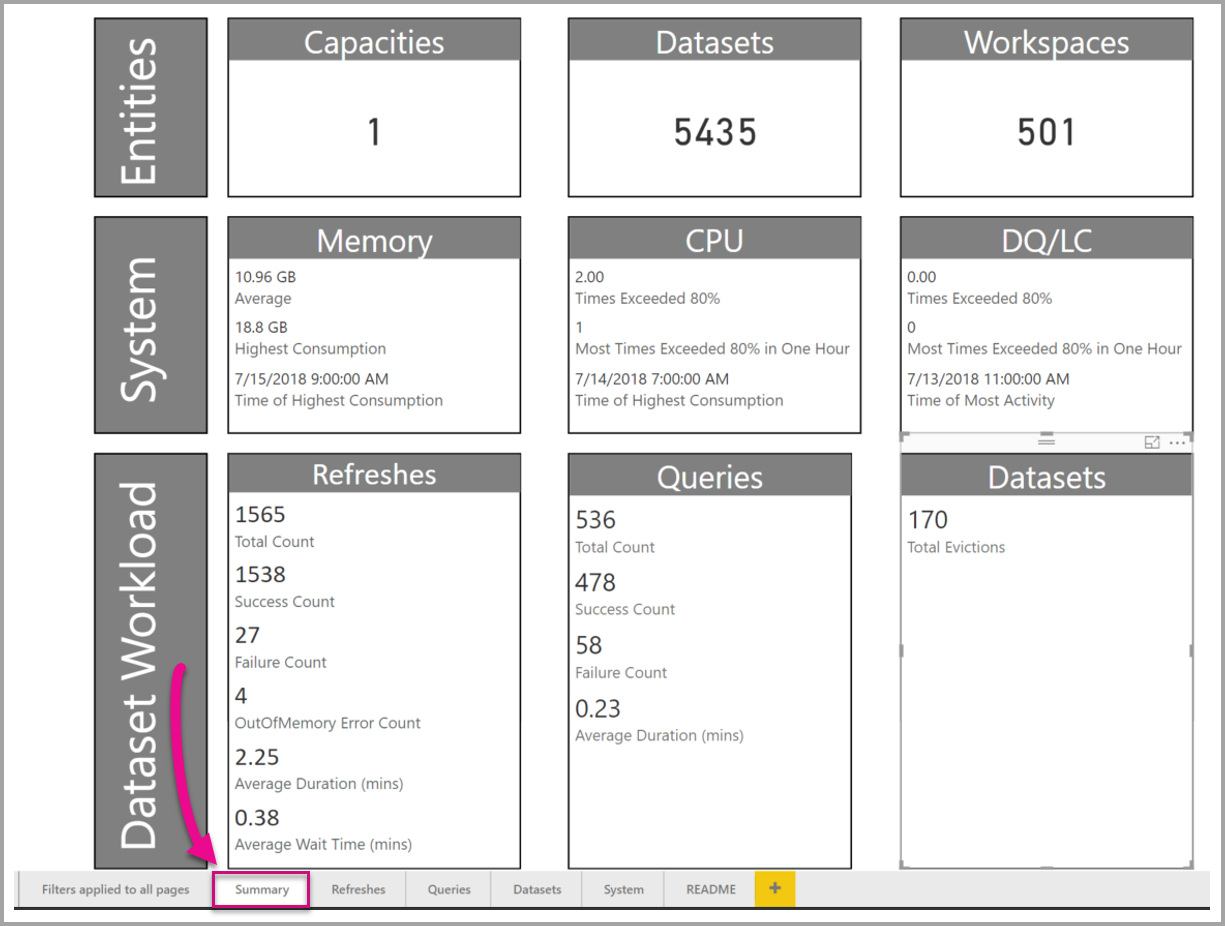 Entities
Capacities
1
Datasets
5435
Workspaces
501
System
Memory
10.96 GB
Average
18.8 GB
Highest Consumption
7/15/2018 9:00:00 AM
Time of Highest Consumption
CPU
2.00
Times Exceeded 80%
1
Most Times Exceeded 80% in One Hour
7/14/2018 7:00:00 AM
Time of Highest Consumption
DQ/LC
0.00
Times Exceeded 80%
0
Most Times Exceeded 80% in One Hour
7/13/2018 11:00:00 AM
Time of Most Activity
Dataset Workload
Refreshes
1565
Total Count
1538
Success Count
27
Failure Count
4
OutOfMemory Error Count
2.25
Average Duration (mins)
0.38
Average Wait Time (mins)
Queries
536
Total Count
478
Success Count
58
Failure Count
0.23
Average Duration (mins)
Datasets
170
Total Evictions
Filters applied to all pages
Summary
Refreshes
Queries
Datasets
System
README
+